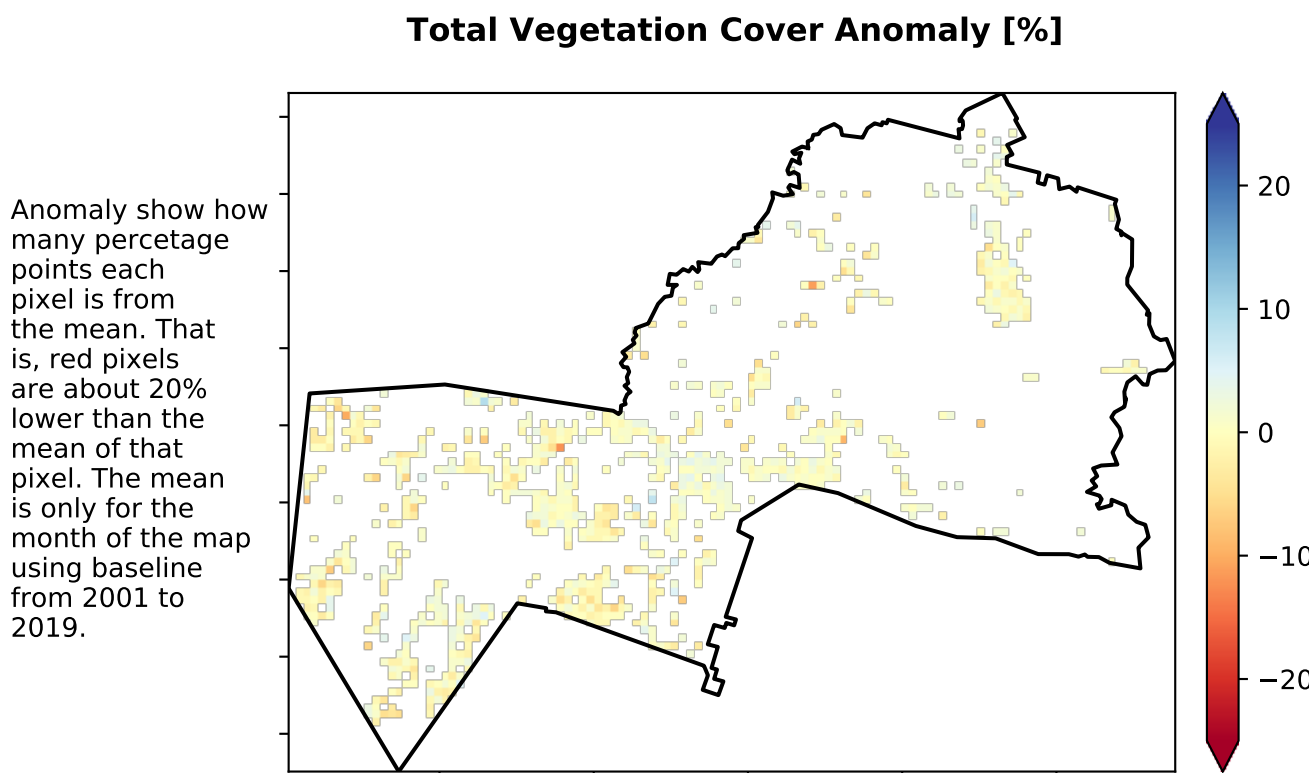 Total Vegetation Cover Anomaly [%]
Anomaly show how
many percetage
points each
pixel is from
the mean. That
is, red pixels
are about 20%
lower than the
mean of that
pixel. The mean
is only for the
month of the map
using baseline
from 2001 to
2019.
20
10
0
−10
−20